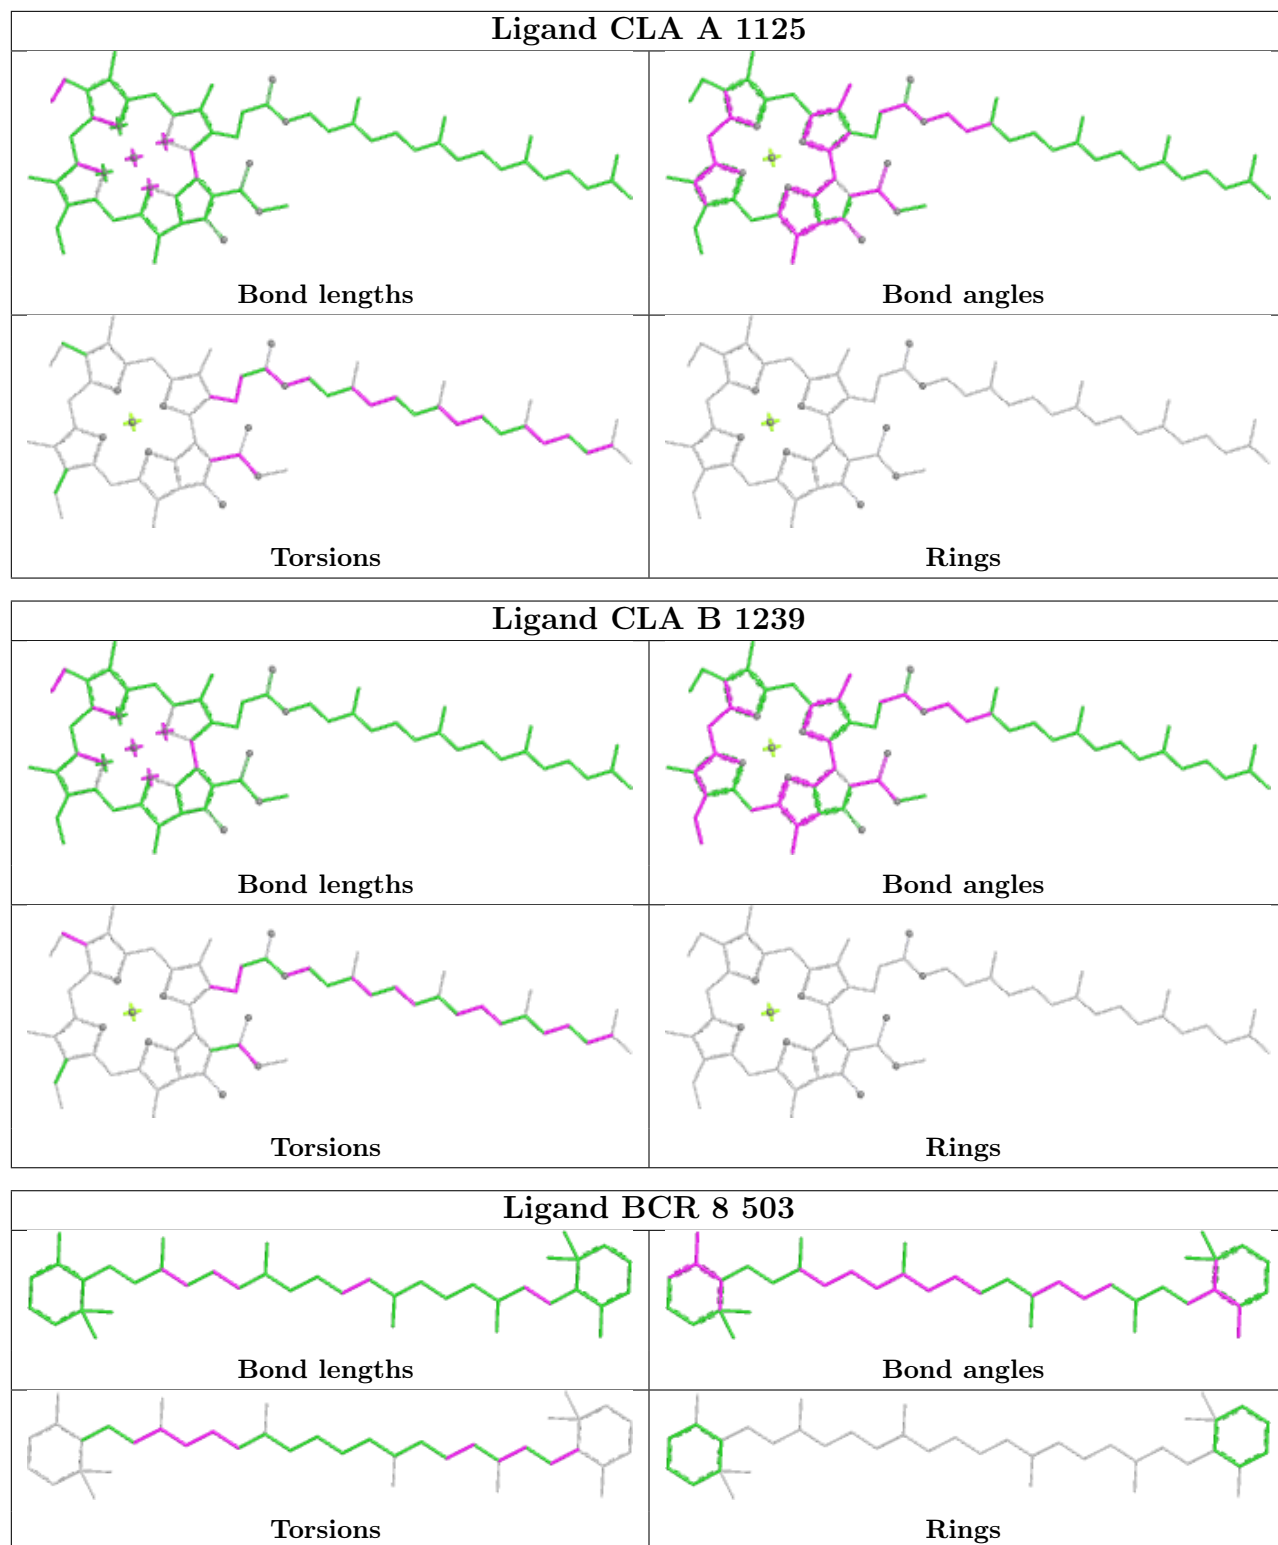 Ligand CLA A 1125
Bond lengths
Bond angles
Torsions
Rings
Ligand CLA B 1239
Bond lengths
Bond angles
Torsions
Rings
Ligand BCR 8 503
Bond lengths
Bond angles
Torsions
Rings